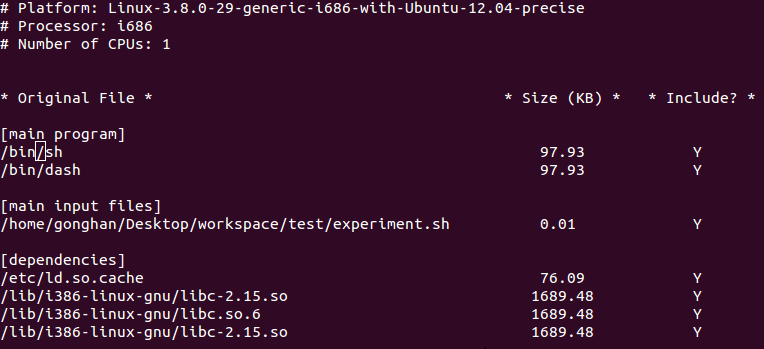 # Platform: Linux-3.8.0-29-generic-i686-with-Ubuntu-12.04-precise
# Processor: i686
# Number of CPUs: 1
* Original File * * Size (KB) * * Include? *
[main program]
/bin/sh 97.93 Y
/bin/dash 97.93 Y
[main input files]
/home/gonghan/Desktop/workspace/test/experiment.sh 0.01 Y
[dependencies]
/etc/ld.so.cache 76.09 Y
/lib/i386-linux-gnu/libc-2.15.so 1689.48 Y
/lib/i386-linux-gnu/libc.so.6 1689.48 Y
/lib/i386-linux-gnu/libc-2.15.so 1689.48 Y